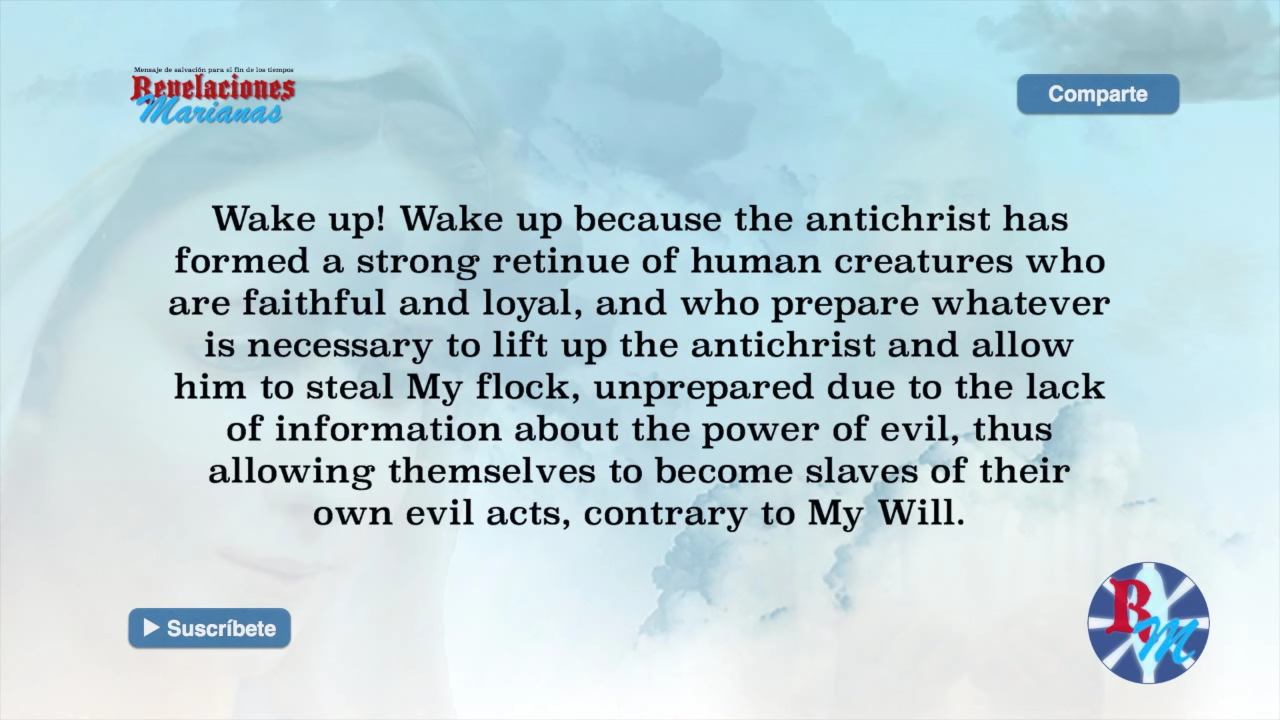 Mensaje de salvación para el fin de los tiempos
Revelaciones
Marianas
Comparte
Wake up! Wake up because the antichrist has
formed a strong retinue of human creatures who
are faithful and loyal, and who prepare whatever
is necessary to lift up the antichrist and allow
him to steal My flock, unprepared due to the lack
of information about the power of evil, thus
allowing themselves to become slaves of their
own evil acts, contrary to My Will.
Suscríbete
RM